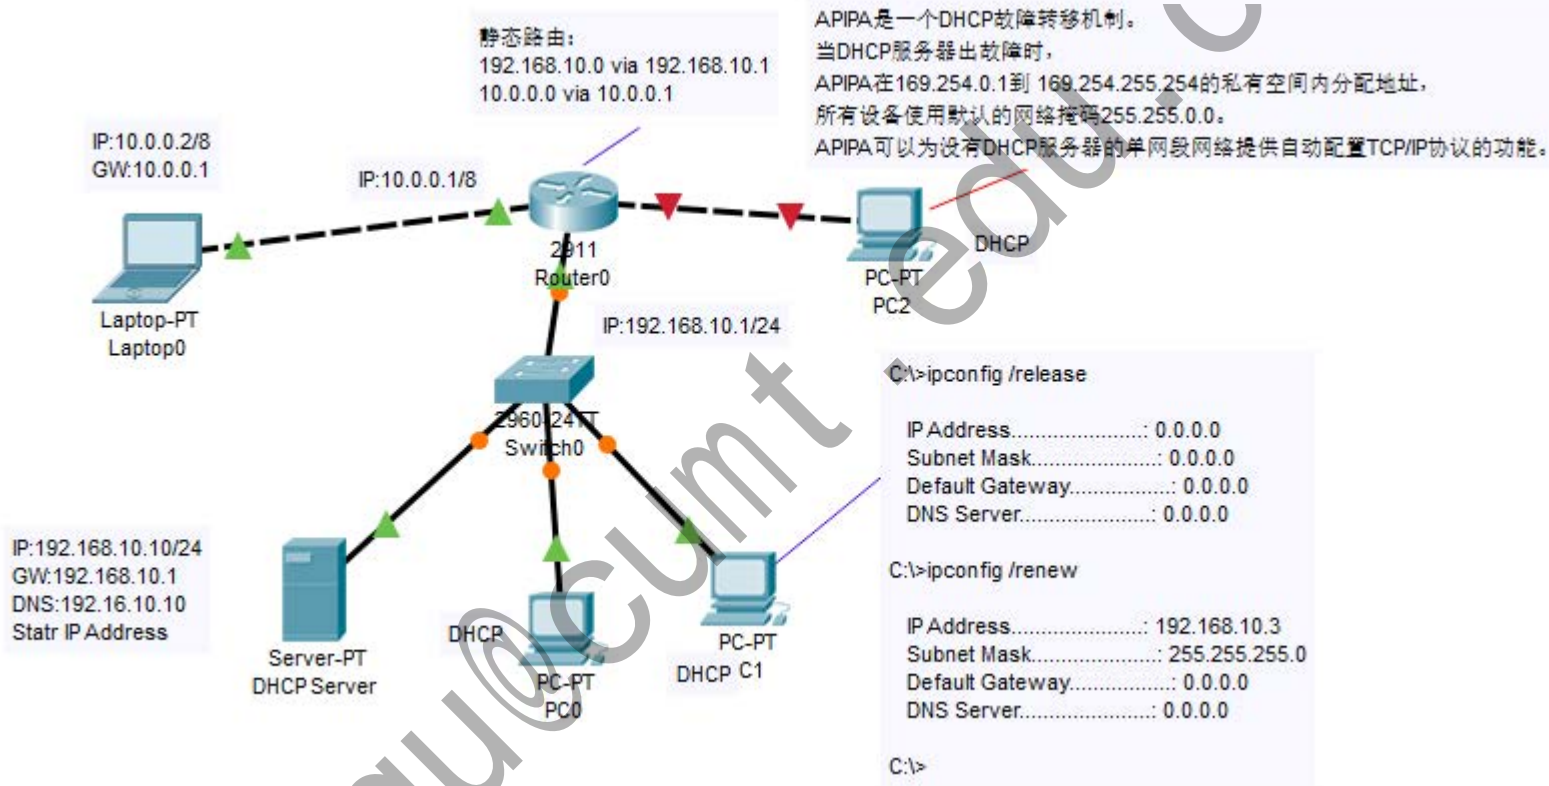 静态路由：
192.168.10.0 via 192.168.10.1
10.0.0.0 via 10.0.0.1
APIPA是一个DHCP故障转移机制。
当DHCP服务器出故障时，
APIPA在169.254.0.1到 169.254.255.254的私有空间内分配地址，
所有设备使用默认的网络掩码255.255.0.0。
APIPA可以为没有DHCP服务器的单网段网络提供自动配置TCP/IP协议的功能。
IP:10.0.0.2/8
GW:10.0.0.1
IP:10.0.0.1/8
Laptop-PT
Laptop0
2911
Router0
DHCP
PC-PT
PC2
IP:192.168.10.1/24
2960-24TT
Switch0
IP:192.168.10.10/24
GW:192.168.10.1
DNS:192.16.10.10
Statr IP Address
Server-PT
DHCP Server
DHCP
PC-PT
PC0
PC-PT
DHCP C1
C:\>ipconfig /release
IP Address......................: 0.0.0.0
Subnet Mask.....................: 0.0.0.0
Default Gateway.................: 0.0.0.0
DNS Server......................: 0.0.0.0
C:\>ipconfig /renew
IP Address......................: 192.168.10.3
Subnet Mask.....................: 255.255.255.0
Default Gateway.................: 0.0.0.0
DNS Server......................: 0.0.0.0
C:\>